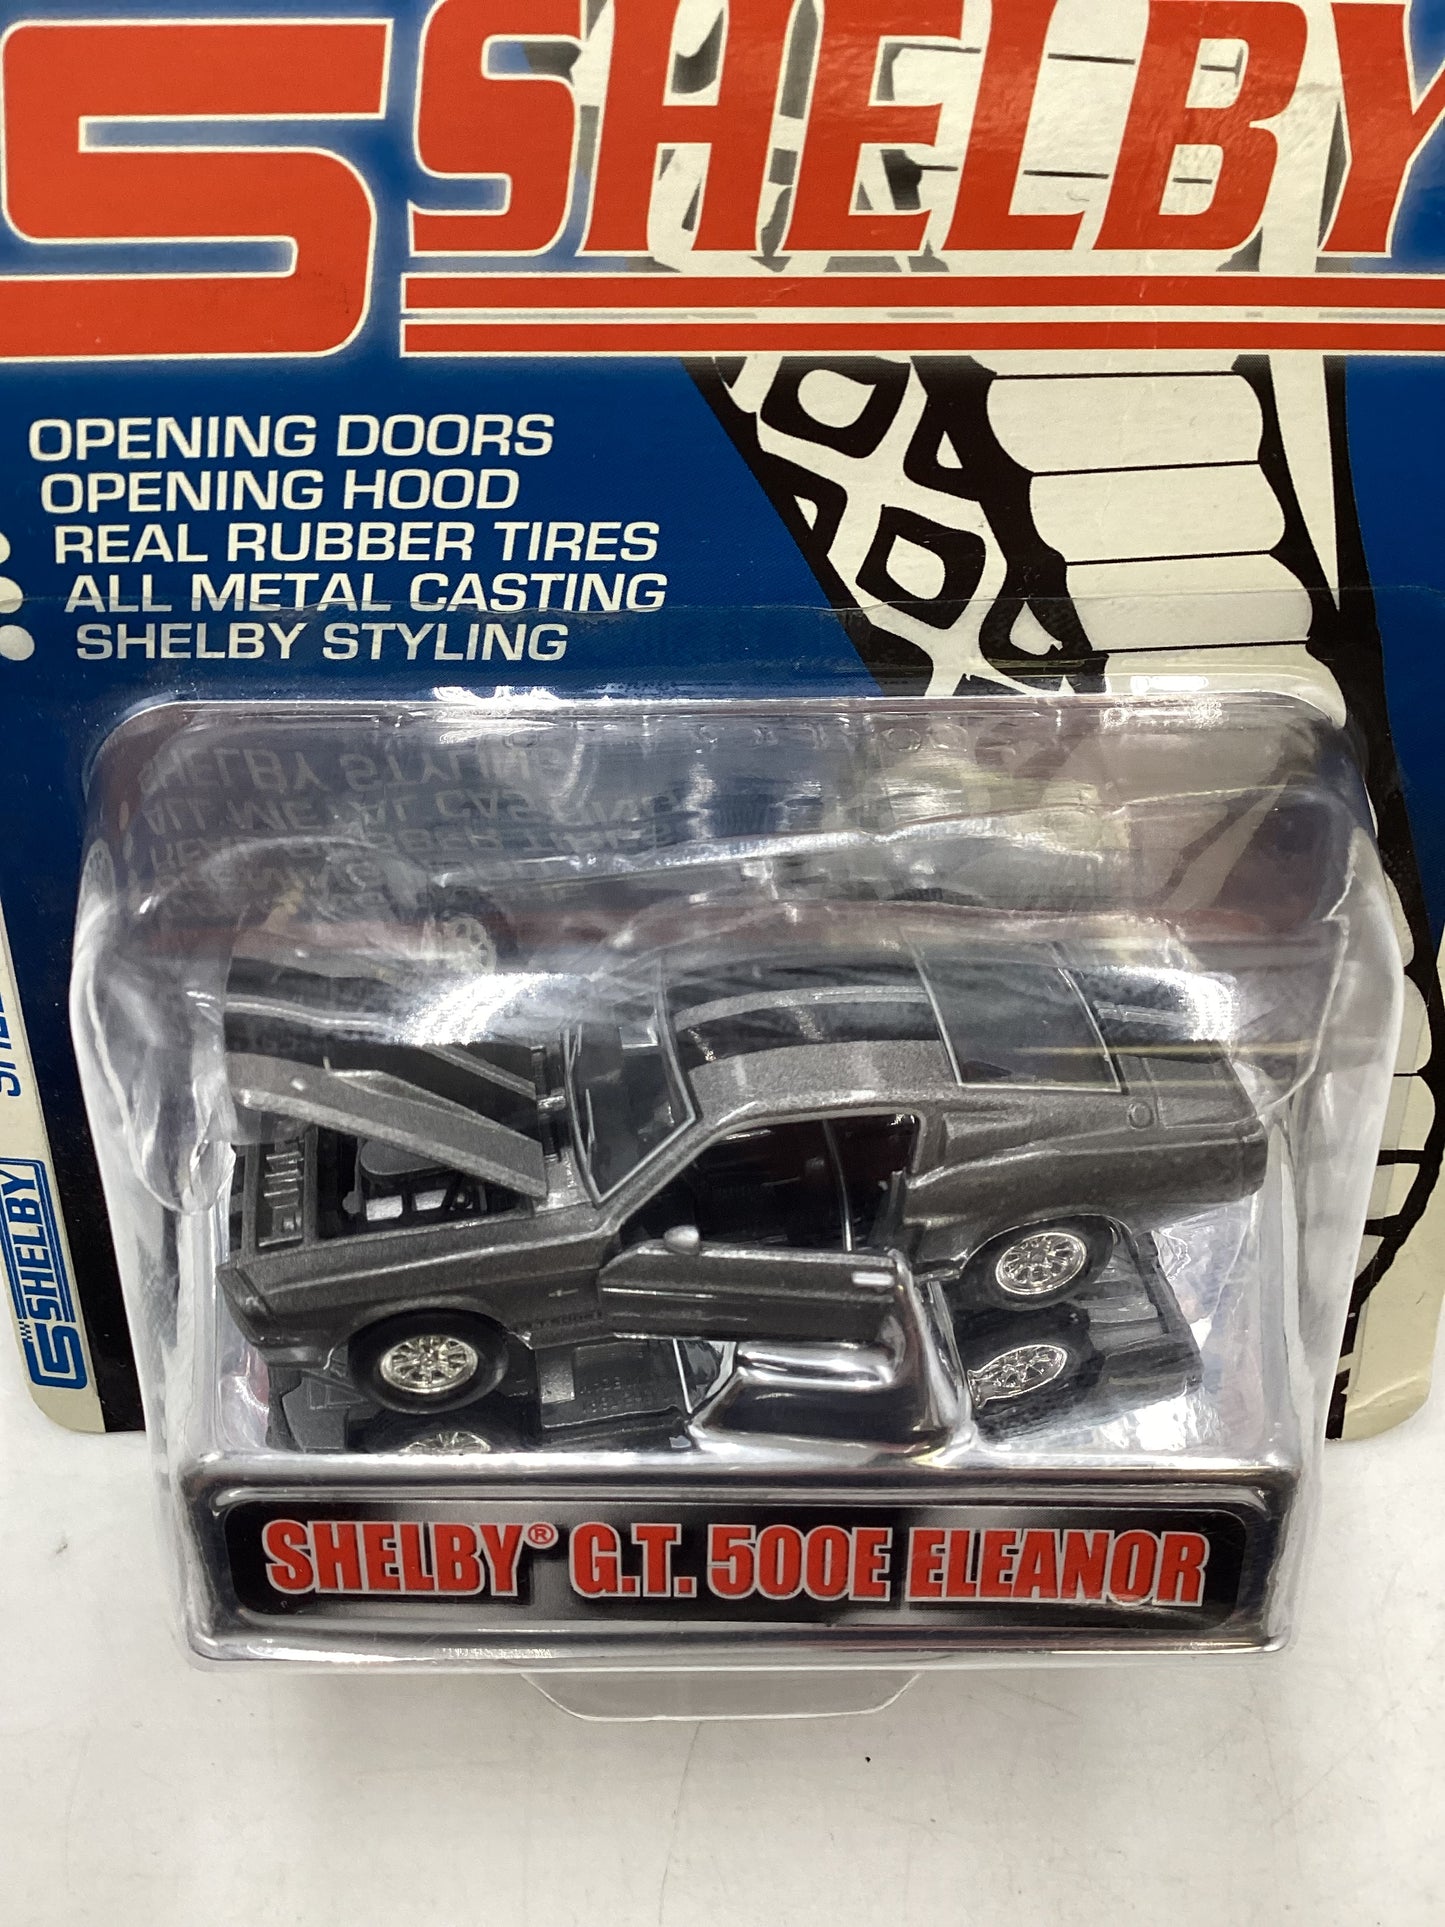 SHELBY
OPENING DOORS
OPENING HOOD
REAL RUBBER TIRES
ALL METAL CASTING
SHELBY STYLING
SHELBY
SHELBY® G.T. 500E ELEANOR